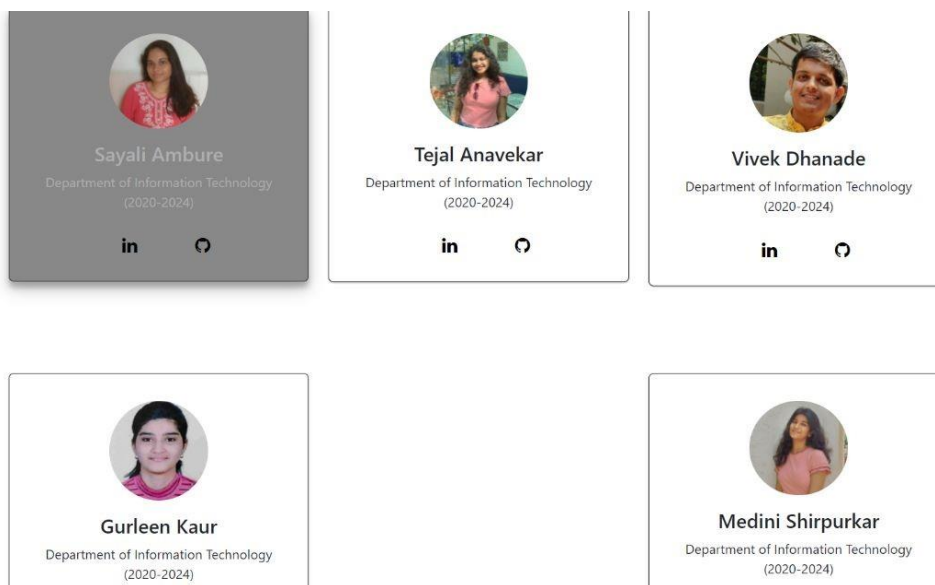 Sayali Ambure
Department of Information Technology
(2020-2024)
in
Tejal Anavekar
Department of Information Technology
(2020-2024)
in
Vivek Dhanade
Department of Information Technology
(2020-2024)
in
Gurleen Kaur
Department of Information Technology
(2020-2024)
Medini Shirpurkar
Department of Information Technology
(2020-2024)